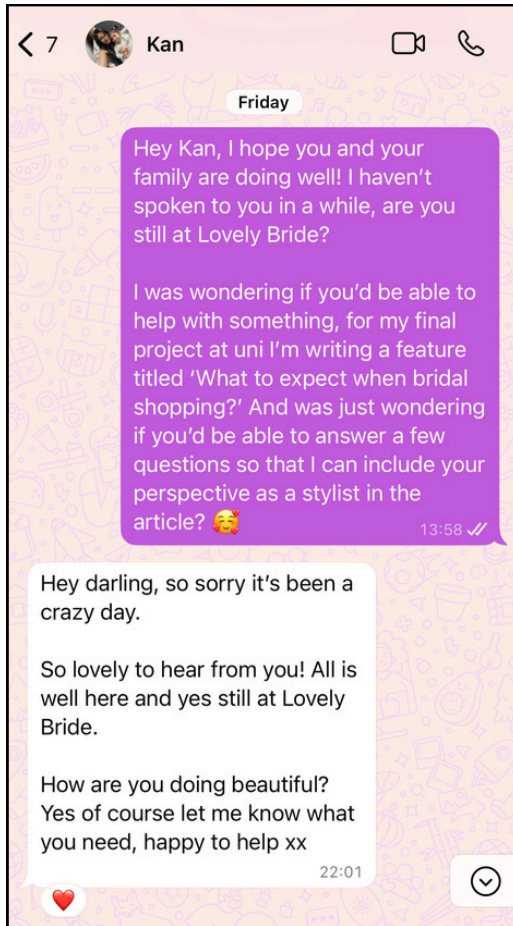 7
Kan
Friday
Hey Kan, I hope you and your
family are doing well! I haven’t
spoken to you in a while, are you
still at Lovely Bride?
I was wondering if you’d be able to
help with something, for my final
project at uni I’m writing a feature
titled ‘What to expect when bridal
shopping?’ And was just wondering
if you’d be able to answer a few
questions so that I can include your
perspective as a stylist in the
article? 🥰
13:58
Hey darling, so sorry it’s been a
crazy day.
So lovely to hear from you! All is
well here and yes still at Lovely
Bride.
How are you doing beautiful?
Yes of course let me know what
you need, happy to help xx
22:01
❤️